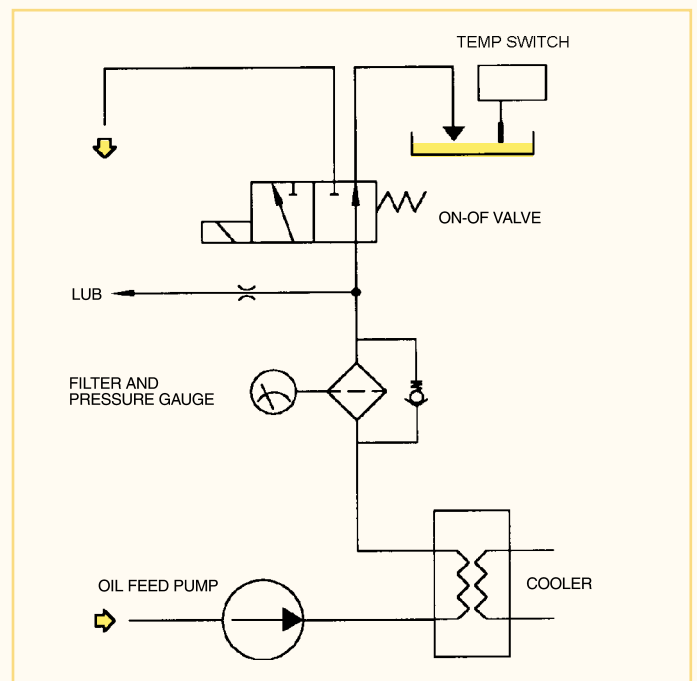 TEMP SWITCH
ON-OF VALVE
LUB
FILTER AND
PRESSURE GAUGE
OIL FEED PUMP
COOLER